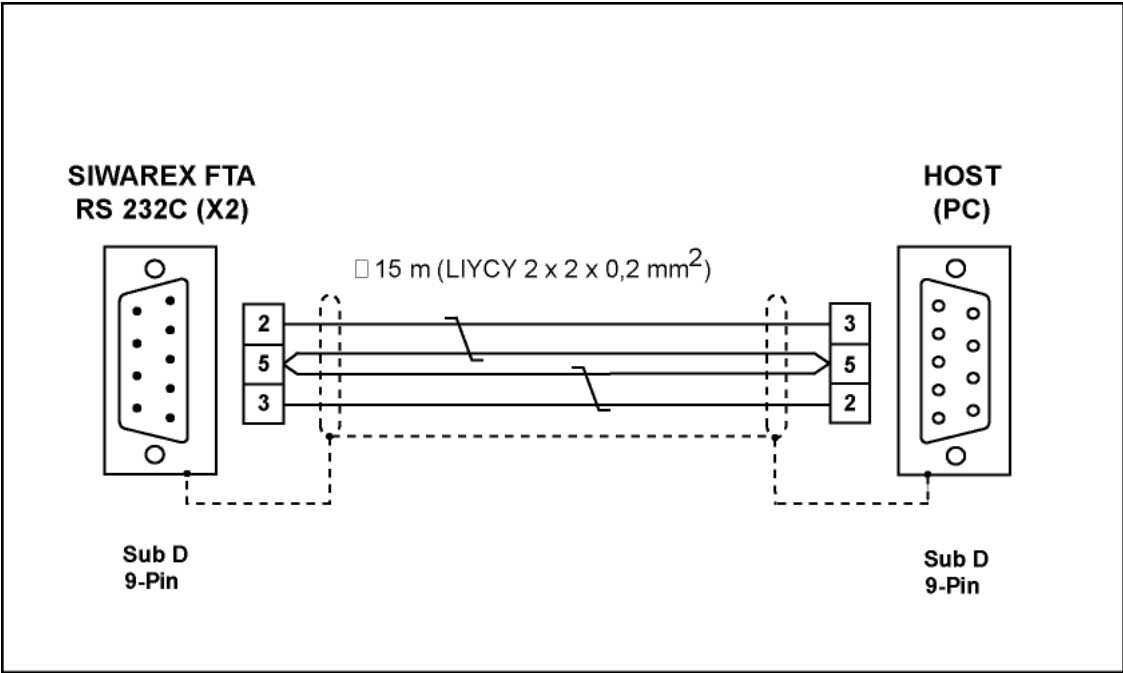 SIWAREX FTA
RS 232C (X2)
HOST
(PC)
□ 15 m (LIYCY 2 x 2 x 0,2 mm²)
2
5
3
3
5
2
Sub D
9-Pin
Sub D
9-Pin